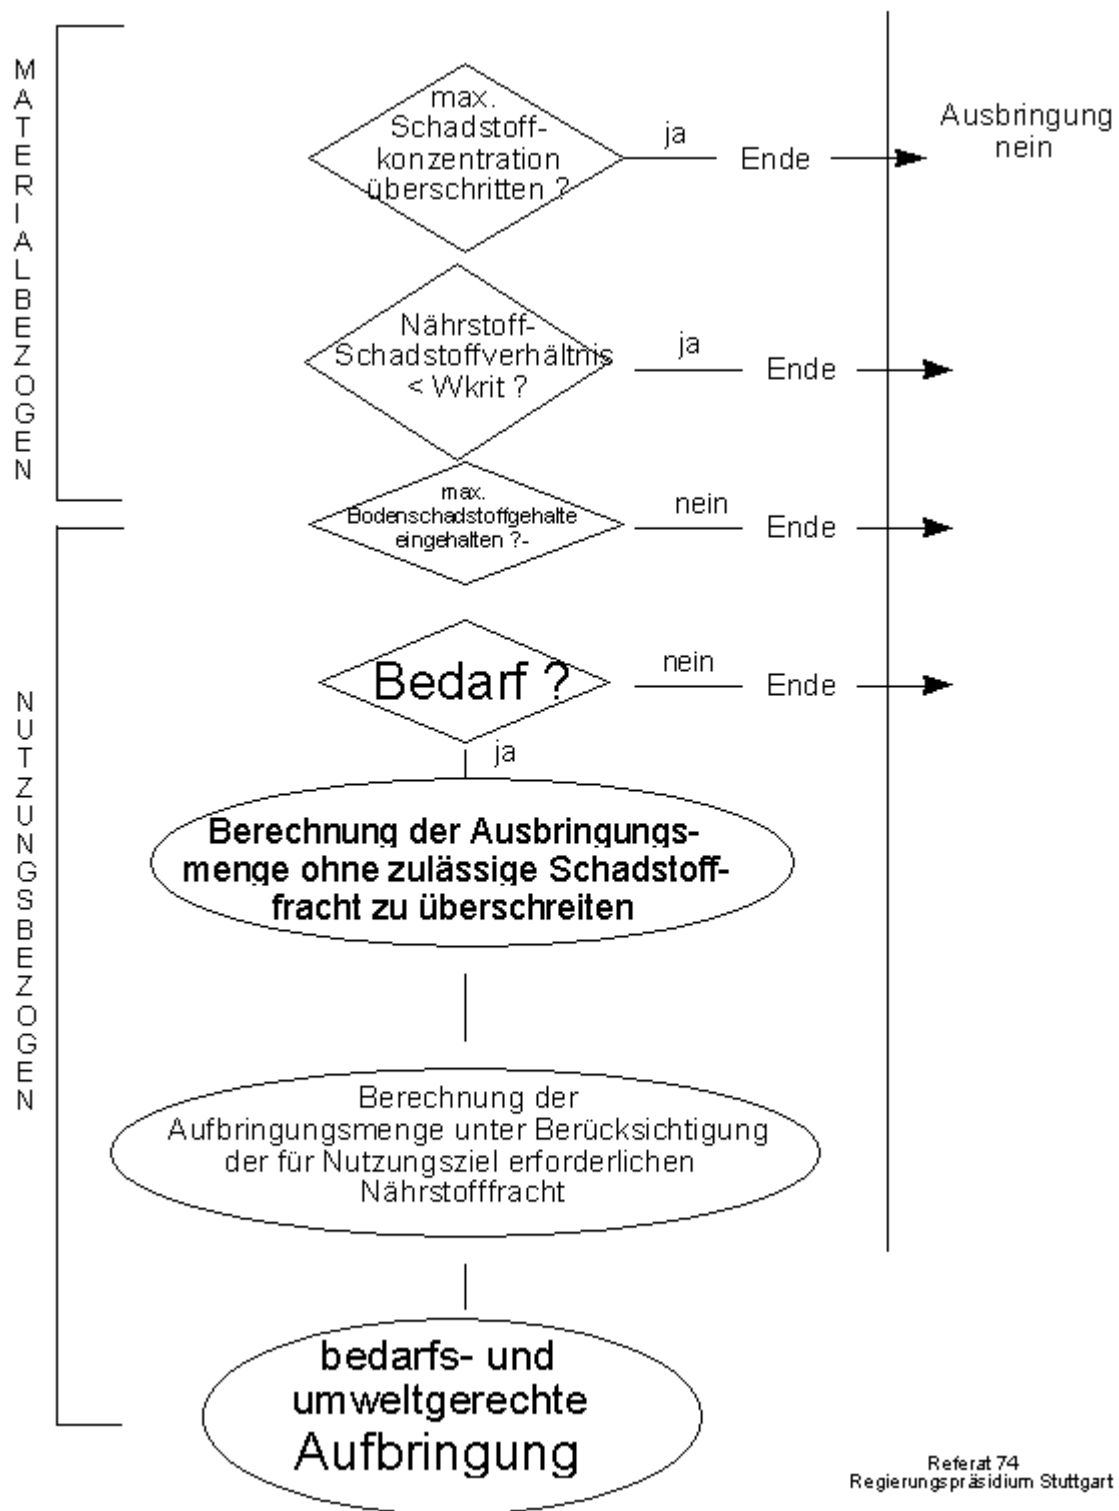 MATERIALBEZOGEN
max.
Schadstoff-
konzentration
überschritten ?
ja
Ende
Ausbringung
nein
Nährstoff-
Schadstoffverhältnis
< Wkrit ?
ja
Ende
max.
Bodenschadstoffgehalte
eingehalten ?-
nein
Ende
NUTZUNGSBEZOGEN
Bedarf ?
nein
Ende
ja
Berechnung der Ausbringungs-
menge ohne zulässige Schadstoff-
fracht zu überschreiten
Berechnung der
Aufbringungsmenge unter Berücksichtigung
der für Nutzungsziel erforderlichen
Nährstofffracht
bedarfs- und
umweltgerechte
Aufbringung
Referat 74
Regierungspräsidium Stuttgart